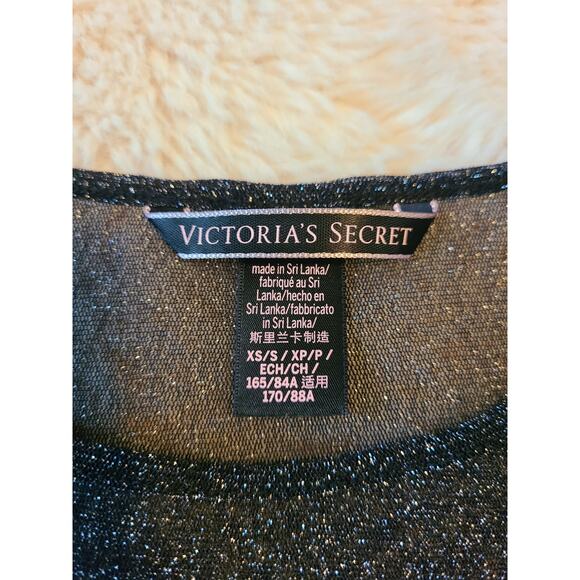 VICTORIA'S SECRET
made in Sri Lanka/
fabriqué au Sri
Lanka/hecho en
Sri Lanka/fabbricato
in Sri Lanka/
斯里兰卡制造
XS/S / XP/P /
ECH/CH /
165/84A 适用
170/88A